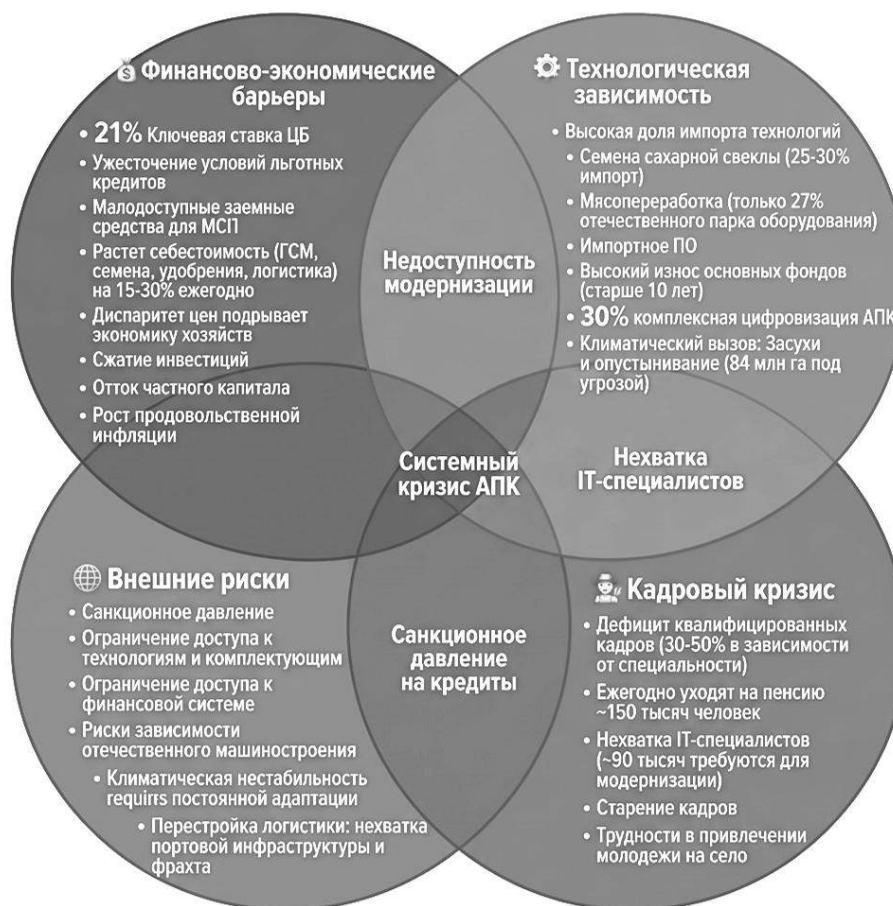 Финансово-экономические
барьеры
• 21% Ключевая ставка ЦБ
• Ужесточение условий льготных
кредитов
• Малодоступные заемные
средства для МСП
• Растет себестоимость (ГСМ,
семена, удобрения, логистика)
на 15-30% ежегодно
• Диспаритет цен подрывает
экономику хозяйств
• Сжатие инвестиций
• Отток частного капитала
• Рост продовольственной
инфляции
Недоступность
модернизации
Технологическая
зависимость
• Высокая доля импорта технологий
• Семена сахарной свеклы (25-30%
импорт)
• Мясопереработка (только 27%
отечественного парка оборудования)
• Импортное ПО
• Высокий износ основных фондов
(старше 10 лет)
• 30% комплексная цифровизация АПК
• Климатический вызов: Засухи
и опустынивание (84 млн га под
угрозой)
Системный
кризис АПК
Нехватка
IT-специалистов
Внешние риски
• Санкционное давление
• Ограничение доступа к
технологиям и комплектующим
• Ограничение доступа к
финансовой системе
• Риски зависимости
отечественного машиностроения
• Климатическая нестабильность
requirns постоянной адаптации
• Перестройка логистики: нехватка
портовой инфраструктуры и
фрахта
Санкционное
давление
на кредиты
Кадровый кризис
• Дефицит квалифицированных
кадров (30-50% в зависимости
от специальности)
• Ежегодно уходят на пенсию
~150 тысяч человек
• Нехватка IT-специалистов
(~90 тысяч требуются для
модернизации)
• Старение кадров
• Трудности в привлечении
молодежи на село